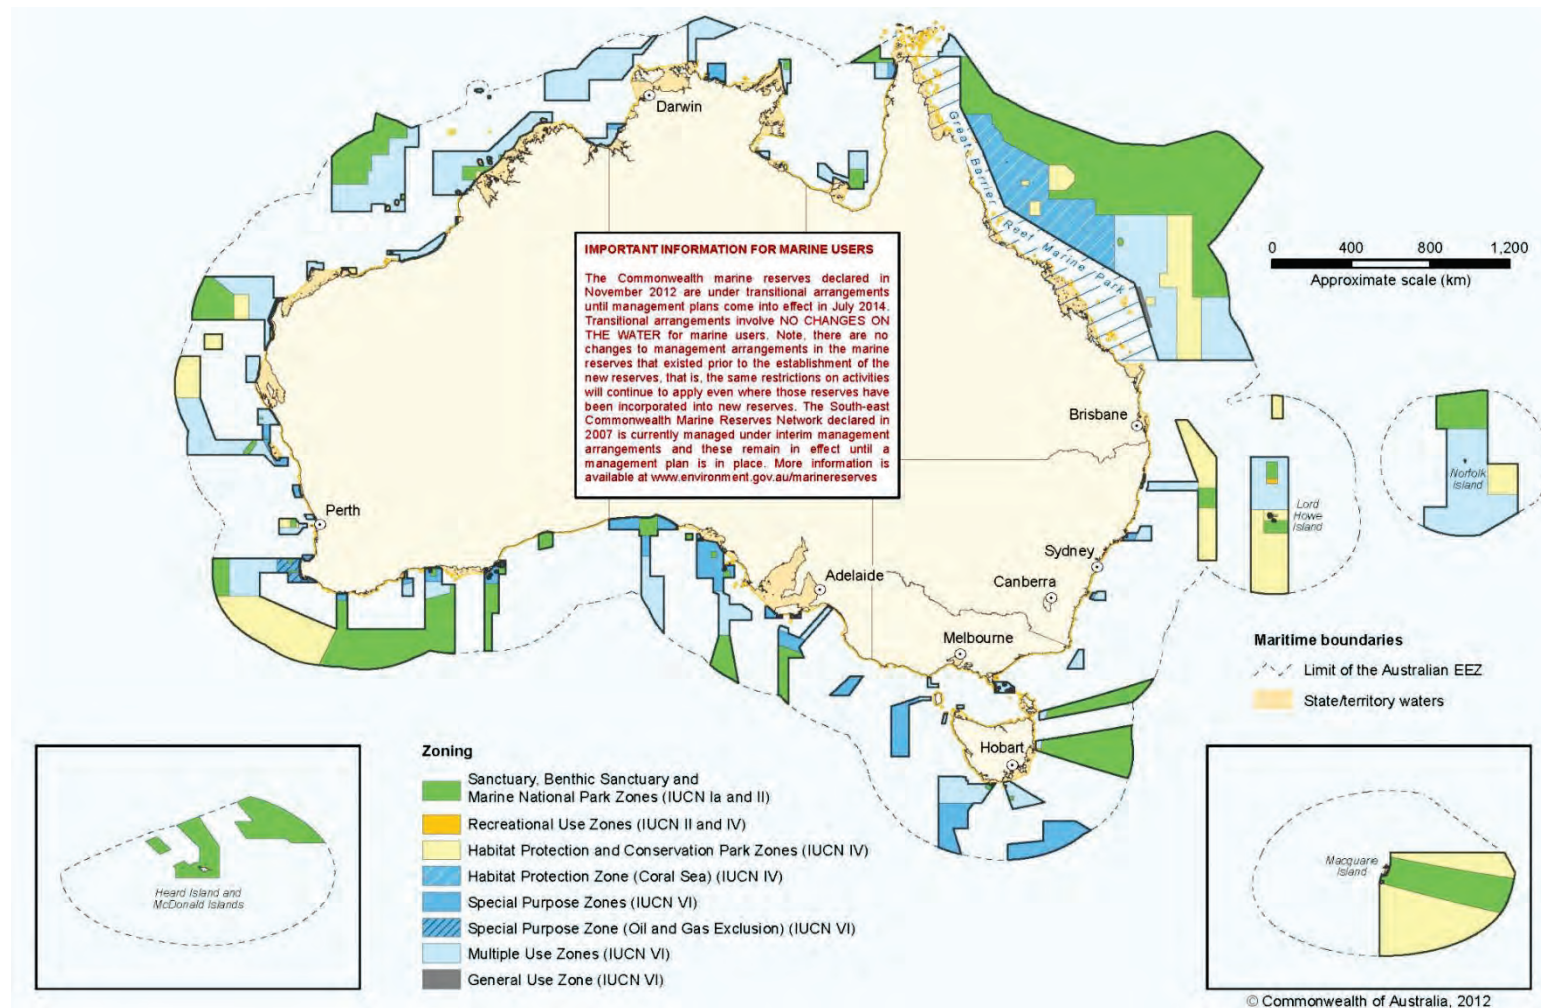 Darwin
Great Barrier
Reef Marine Park
0 400 800 1,200
Approximate scale (km)
IMPORTANT INFORMATION FOR MARINE USERS
The Commonwealth marine reserves declared in
November 2012 are under transitional arrangements
until management plans come into effect in July 2014.
Transitional arrangements involve NO CHANGES ON
THE WATER for marine users. Note, there are no
changes to management arrangements in the marine
reserves that existed prior to the establishment of the
new reserves, that is, the same restrictions on activities
will continue to apply even where those reserves have
been incorporated into new reserves. The South-east
Commonwealth Marine Reserves Network declared in
2007 is currently managed under interim management
arrangements and these remain in effect until a
management plan is in place. More information is
available at www.environment.gov.au/marinereserves
Brisbane
Norfolk
Island
Lord
Howe
Island
Perth
Sydney
Adelaide
Canberra
Melbourne
Hobart
Maritime boundaries
Limit of the Australian EEZ
State/territory waters
Zoning
Sanctuary, Benthic Sanctuary and
Marine National Park Zones (IUCN Ia and II)
Recreational Use Zones (IUCN II and IV)
Habitat Protection and Conservation Park Zones (IUCN IV)
Habitat Protection Zone (Coral Sea) (IUCN IV)
Special Purpose Zones (IUCN VI)
Special Purpose Zone (Oil and Gas Exclusion) (IUCN VI)
Multiple Use Zones (IUCN VI)
General Use Zone (IUCN VI)
Heard Island and
McDonald Islands
Macquarie
Island
© Commonwealth of Australia, 2012